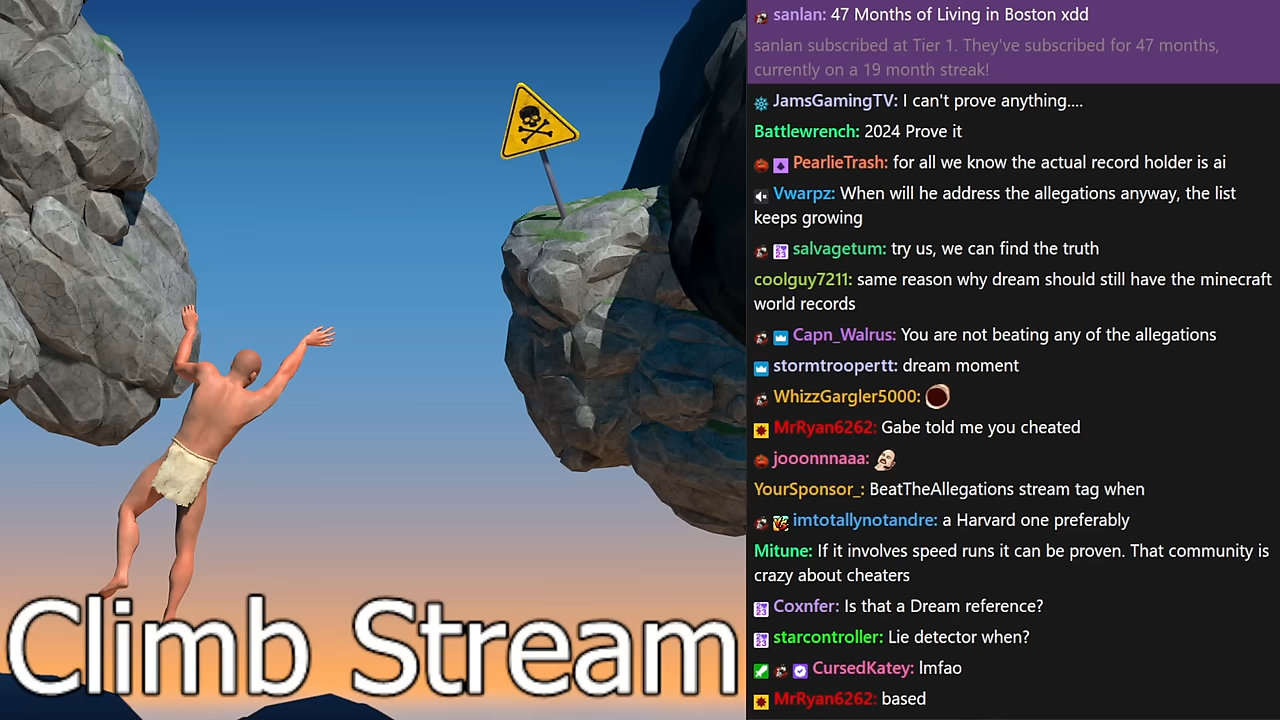 Climb Stream
sanlan: 47 Months of Living in Boston xdd
sanlan subscribed at Tier 1. They've subscribed for 47 months,
currently on a 19 month streak!
JamsGamingTV: I can't prove anything....
Battlewrench: 2024 Prove it
PearlieTrash: for all we know the actual record holder is ai
Vwarpz: When will he address the allegations anyway, the list
keeps growing
salvagetum: try us, we can find the truth
coolguy7211: same reason why dream should still have the minecraft
world records
Capn_Walrus: You are not beating any of the allegations
stormtroopertt: dream moment
WhizzGargler5000:
MrRyan6262: Gabe told me you cheated
jooonnnaaa:
YourSponsor_: BeatTheAllegations stream tag when
imtotallynotandre: a Harvard one preferably
Mitune: If it involves speed runs it can be proven. That community is
crazy about cheaters
Coxnfer: Is that a Dream reference?
starcontroller: Lie detector when?
CursedKatey: lmfao
MrRyan6262: based